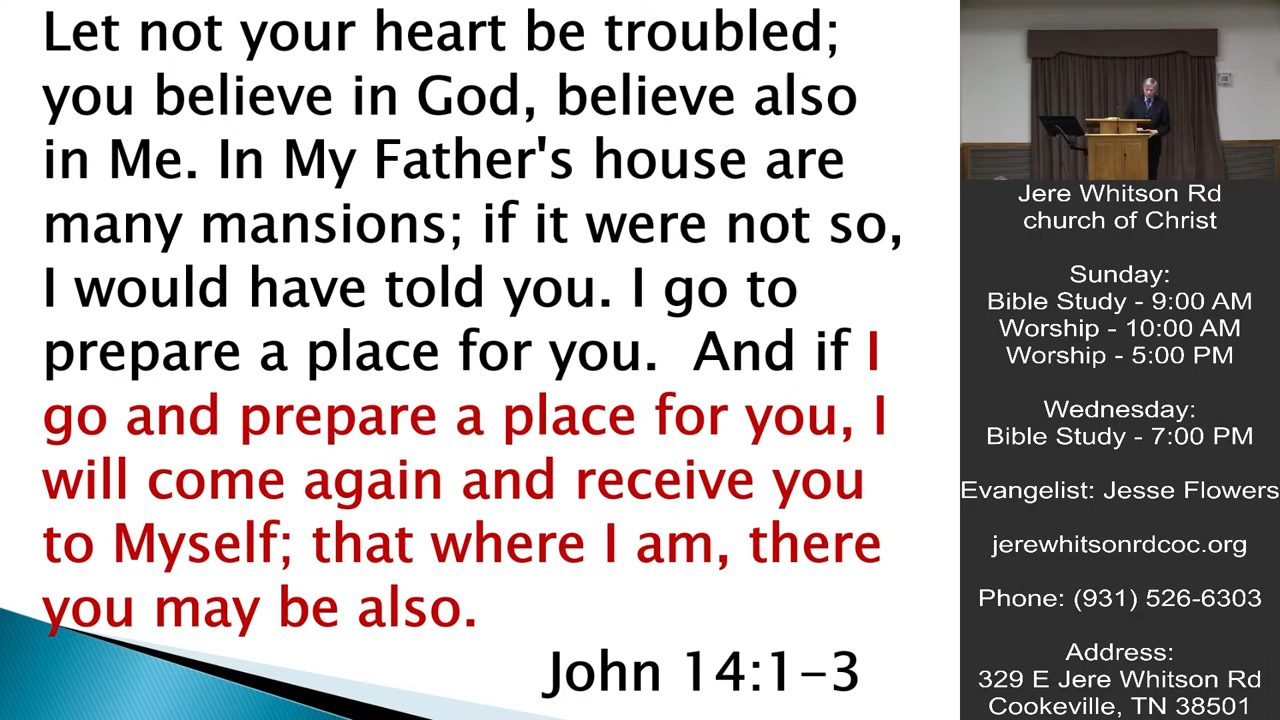 Let not your heart be troubled;
you believe in God, believe also
in Me. In My Father's house are
many mansions; if it were not so,
I would have told you. I go to
prepare a place for you.  And if I
go and prepare a place for you, I
will come again and receive you
to Myself; that where I am, there
you may be also.
John 14:1-3
Jere Whitson Rd
church of Christ
Sunday:
Bible Study - 9:00 AM
Worship - 10:00 AM
Worship - 5:00 PM
Wednesday:
Bible Study - 7:00 PM
Evangelist: Jesse Flowers
jerewhitsonrdcoc.org
Phone: (931) 526-6303
Address:
329 E Jere Whitson Rd
Cookeville, TN 38501